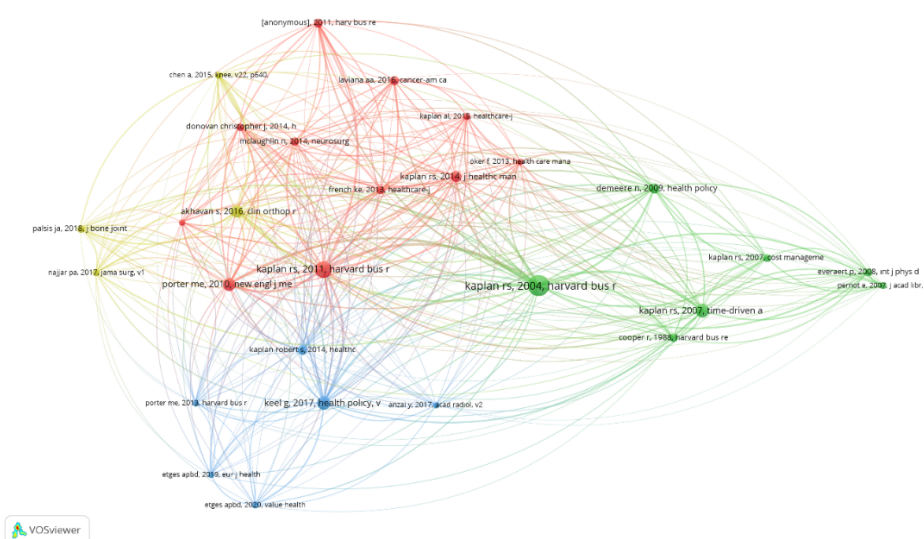 [anonymous], 2011, harv bus re
chen a, 2015, knee, v22, p640,
laviana aa, 2016, cancer-am ca
kaplan al, 2015, healthcare-j
donovan christopher j, 2014, h
mclaughlin n, 2014, neurosurg
oker f, 2013, health care mana
kaplan rs, 2014, j healthc man
french ke, 2013, healthcare-j
demeere n, 2009, health policy
akhavan s, 2016, clin orthop r
palsis ja, 2018, j bone joint
kaplan rs, 2007, cost manageme
najjar pa, 2017, jama surg, v1
kaplan rs, 2011, harvard bus r
everaert p, 2008, int j phys d
porter me, 2010, new engl j me
kaplan rs, 2004, harvard bus r
pernot e, 2007, j acad libr,
kaplan rs, 2007, time-driven a
cooper r, 1988, harvard bus re
kaplan robert s, 2014, healthc
porter me, 2013, harvard bus r
keel g, 2017, health policy, v
anzai y, 2017, acad radiol, v2
etges apbd, 2019, eur j health
etges apbd, 2020, value health
VOSviewer